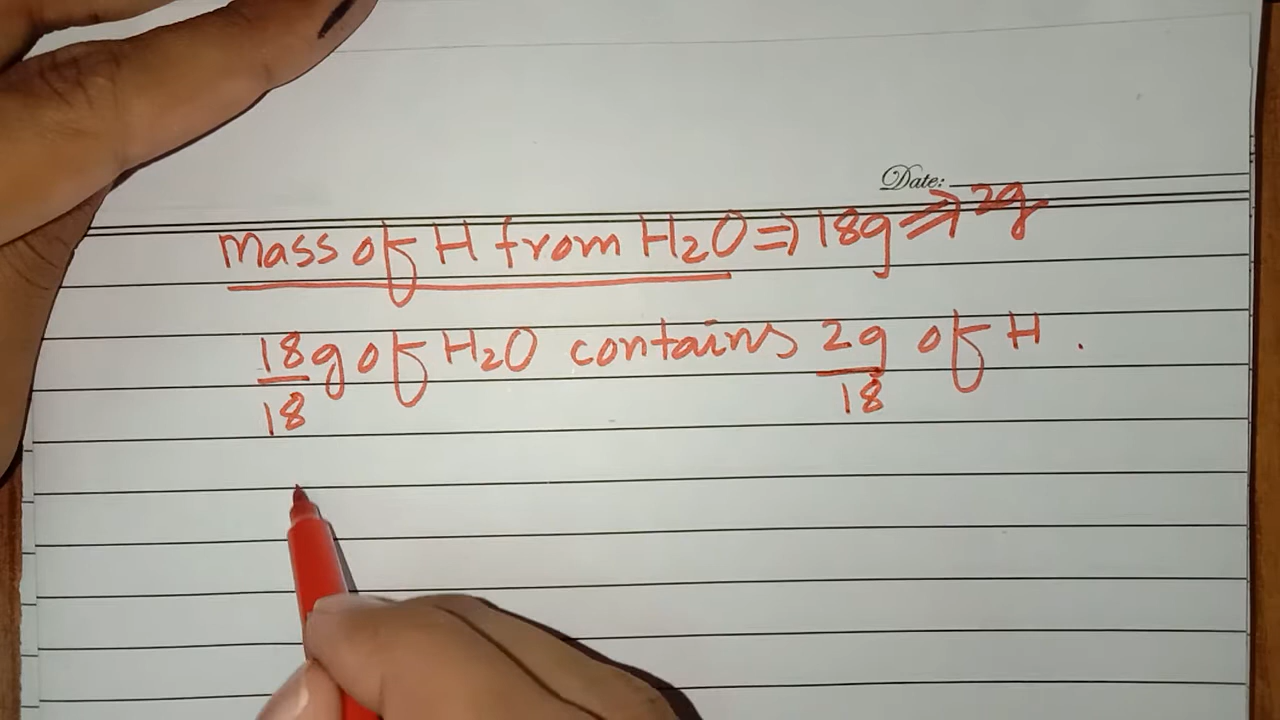 Date:
Mass of H from H₂O ⇒ 18g ⇒ 2g
18g of H₂O contains 2g of H.
18 18